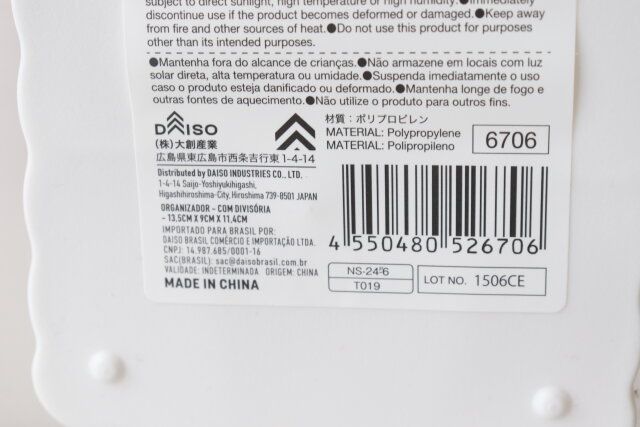 subject to direct sunlight, high temperature or high humidity.●Immediately
discontinue use if the product becomes deformed or damaged.●Keep away
from fire and other sources of heat.●Do not use this product for purposes
other than its intended purposes.
●Mantenha fora do alcance de crianças.●Não armazene em locais com luz
solar direta, alta temperatura ou umidade.●Suspenda imediatamente o uso
caso o produto esteja danificado ou deformado.●Mantenha longe de fogo e
outras fontes de aquecimento.●Não utilize o produto para outros fins.
DAISO
(株)大創産業
広島県東広島市西条吉行東1-4-14
Distributed by DAISO INDUSTRIES CO., LTD.
1-4-14 Saijo-Yoshiyukihigashi,
Higashihiroshima-City, Hiroshima 739-8501 JAPAN
ORGANIZADOR - COM DIVISÓRIA
- 13,5CM X 9CM X 11,4CM
IMPORTADO PARA BRASIL POR:
DAISO BRASIL COMÉRCIO E IMPORTAÇÃO LTDA.
CNPJ: 14.987.685/0001-16
SAC(BRASIL): sac@daisobrasil.com.br
VALIDADE: INDETERMINADA ORIGEM: CHINA
MADE IN CHINA
材質：ポリプロピレン
MATERIAL: Polypropylene
MATERIAL: Polipropileno
6706
4 550480 526706
T019
LOT NO. 1506CE